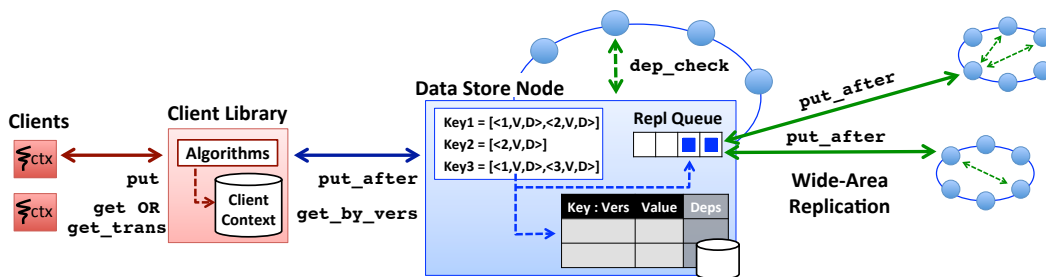 Clients
ctx
ctx
put
get OR
get_trans
Client Library
Algorithms
Client
Context
put_after
get_by_vers
Data Store Node
Key1 = [<1,V,D>,<2,V,D>]
Key2 = [<2,V,D>]
Key3 = [<1,V,D>,<3,V,D>]
dep_check
Repl Queue
Key : Vers Value Deps
put_after
put_after
Wide-Area
Replication